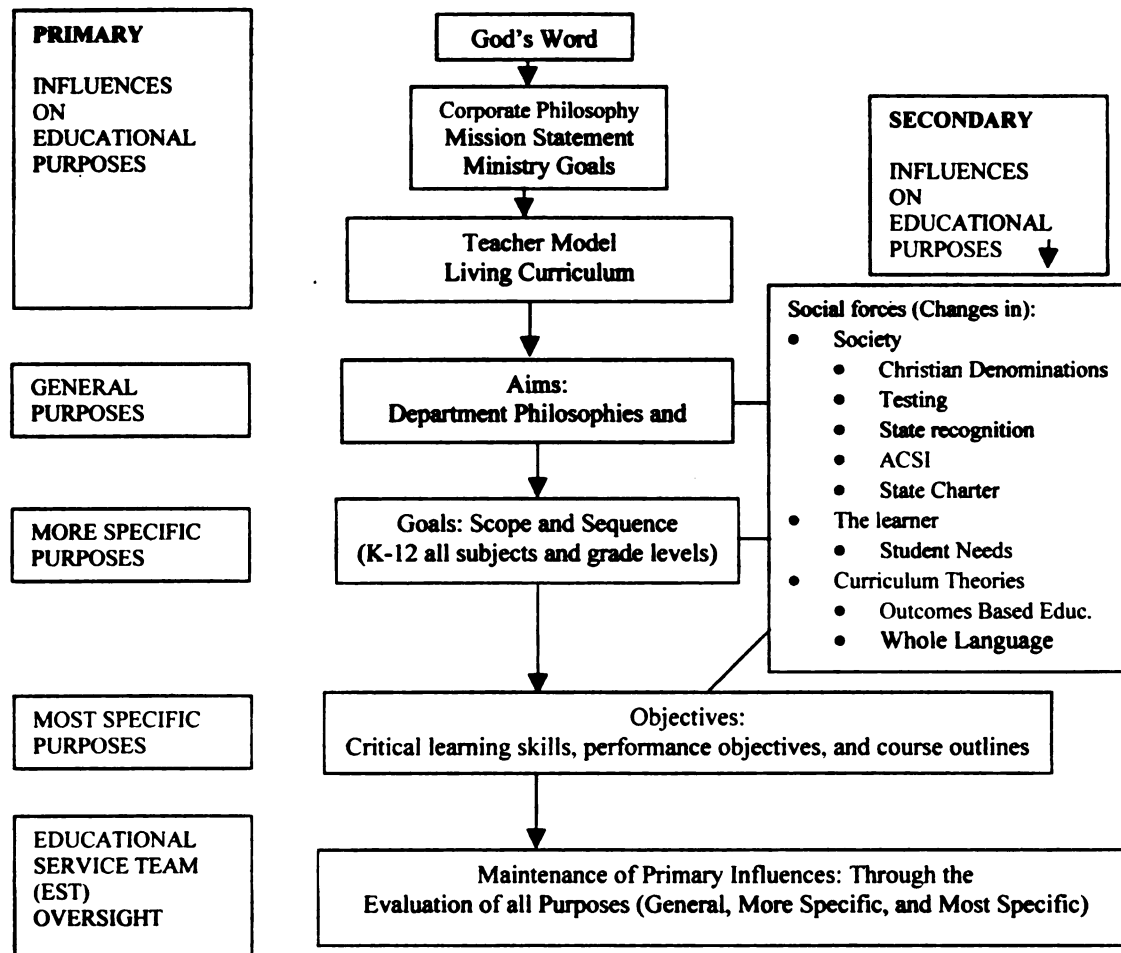 PRIMARY
INFLUENCES
ON
EDUCATIONAL
PURPOSES
God's Word
Corporate Philosophy
Mission Statement
Ministry Goals
Teacher Model
Living Curriculum
SECONDARY
INFLUENCES
ON
EDUCATIONAL
PURPOSES
Social forces (Changes in):
● Society
● Christian Denominations
● Testing
● State recognition
● ACSI
● State Charter
● The learner
● Student Needs
● Curriculum Theories
● Outcomes Based Educ.
● Whole Language
GENERAL
PURPOSES
Aims:
Department Philosophies and
MORE SPECIFIC
PURPOSES
Goals: Scope and Sequence
(K-12 all subjects and grade levels)
MOST SPECIFIC
PURPOSES
Objectives:
Critical learning skills, performance objectives, and course outlines
EDUCATIONAL
SERVICE TEAM
(EST)
OVERSIGHT
Maintenance of Primary Influences: Through the
Evaluation of all Purposes (General, More Specific, and Most Specific)